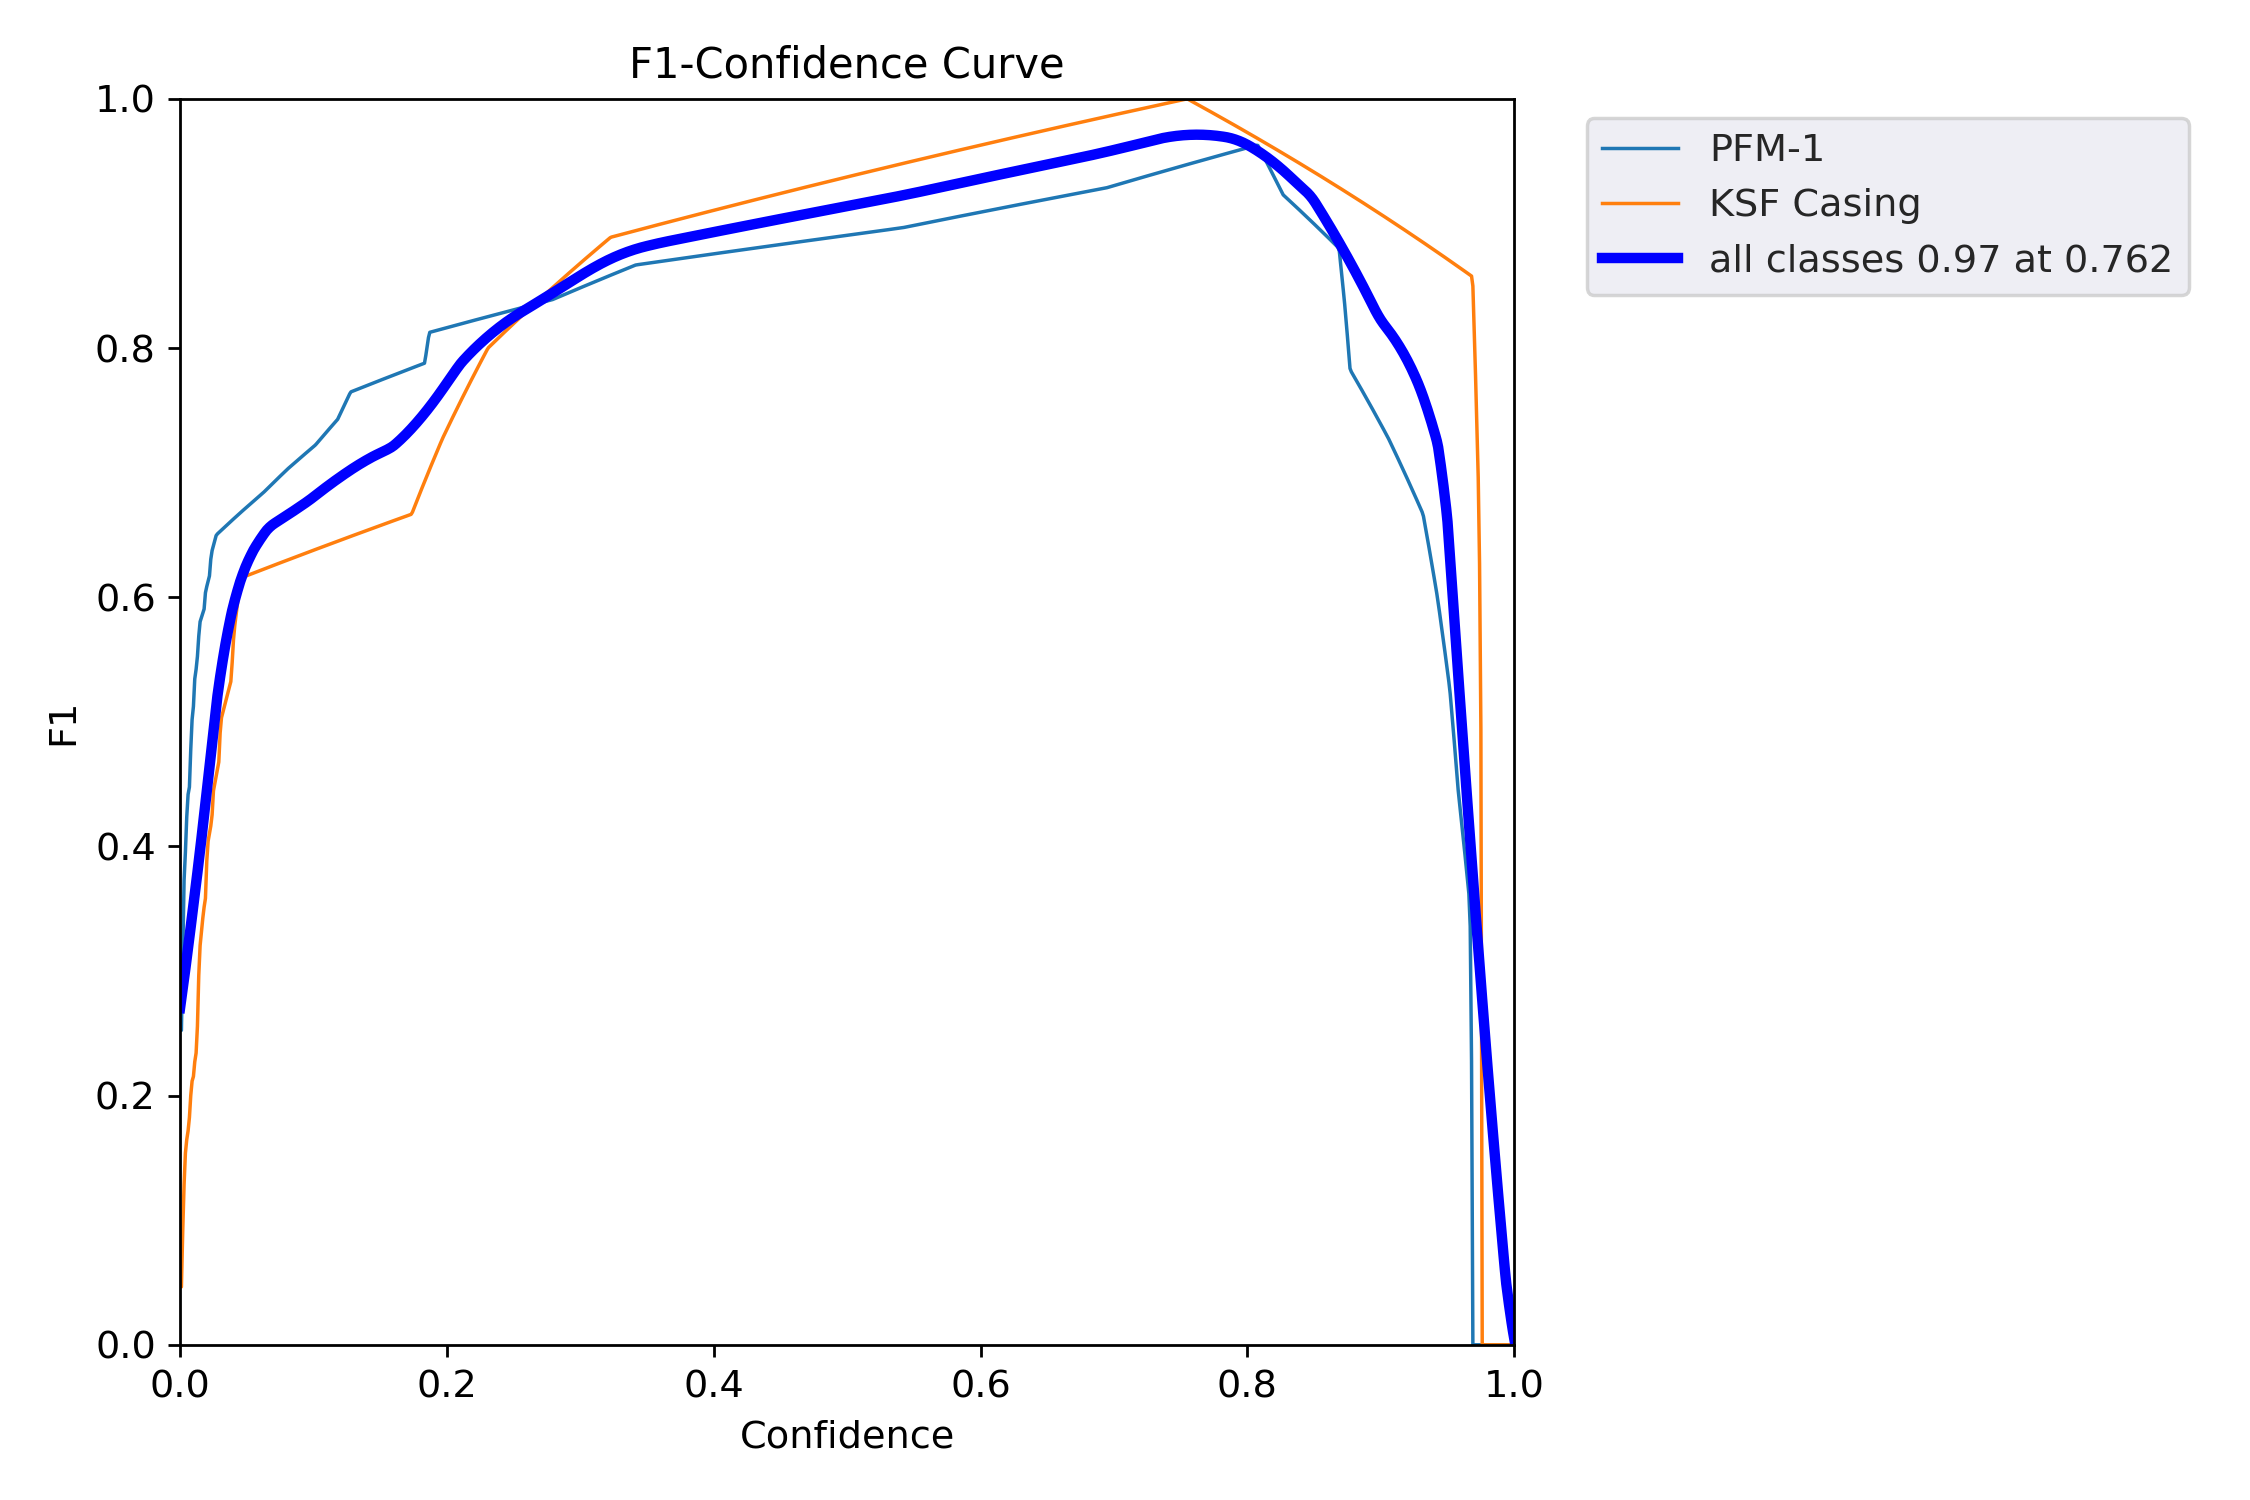 F1-Confidence Curve
1.0
0.8
0.6
0.4
0.2
0.0
F1
0.0 0.2 0.4 0.6 0.8 1.0
Confidence
PFM-1
KSF Casing
all classes 0.97 at 0.762